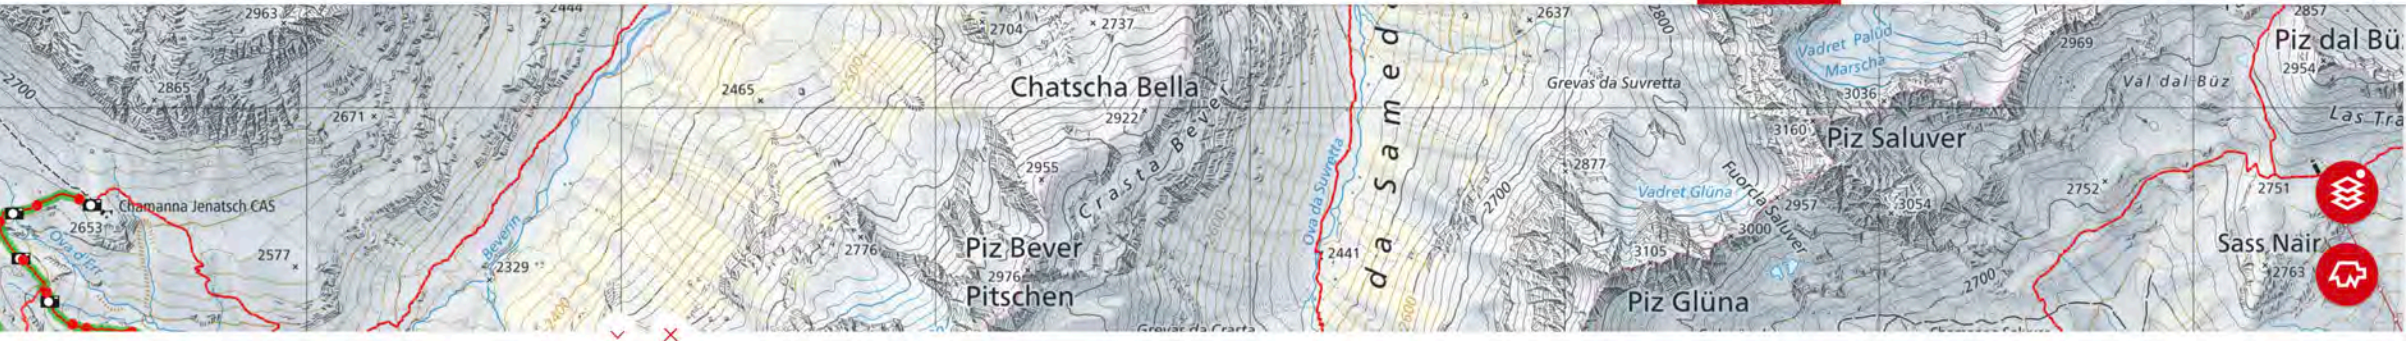 2963
2444
2704
2737
2637
2800
2857
2700
2865
2671
2465
2500
Chatscha Bella
2922
Vadret Palüd
Marscha
2969
Piz dal Bü
2954
Grevas da Suvretta
3036
Val dal Büz
Las Tra
3160
Piz Saluver
2955
Crasta Bever
Ova da Suvretta
da Samed
2877
2700
Vadret Glüna
Fuorcla Saluver
2957
3054
2752
2751
Chamanna Jenatsch CAS
2653
Ova d'Err
2577
Beverin
2329
2776
Piz Bever
2976
Pitschen
2441
3105
3000
Sass Nair
2763
2400
2600
Piz Glüna
2700
Grevas da Crasta